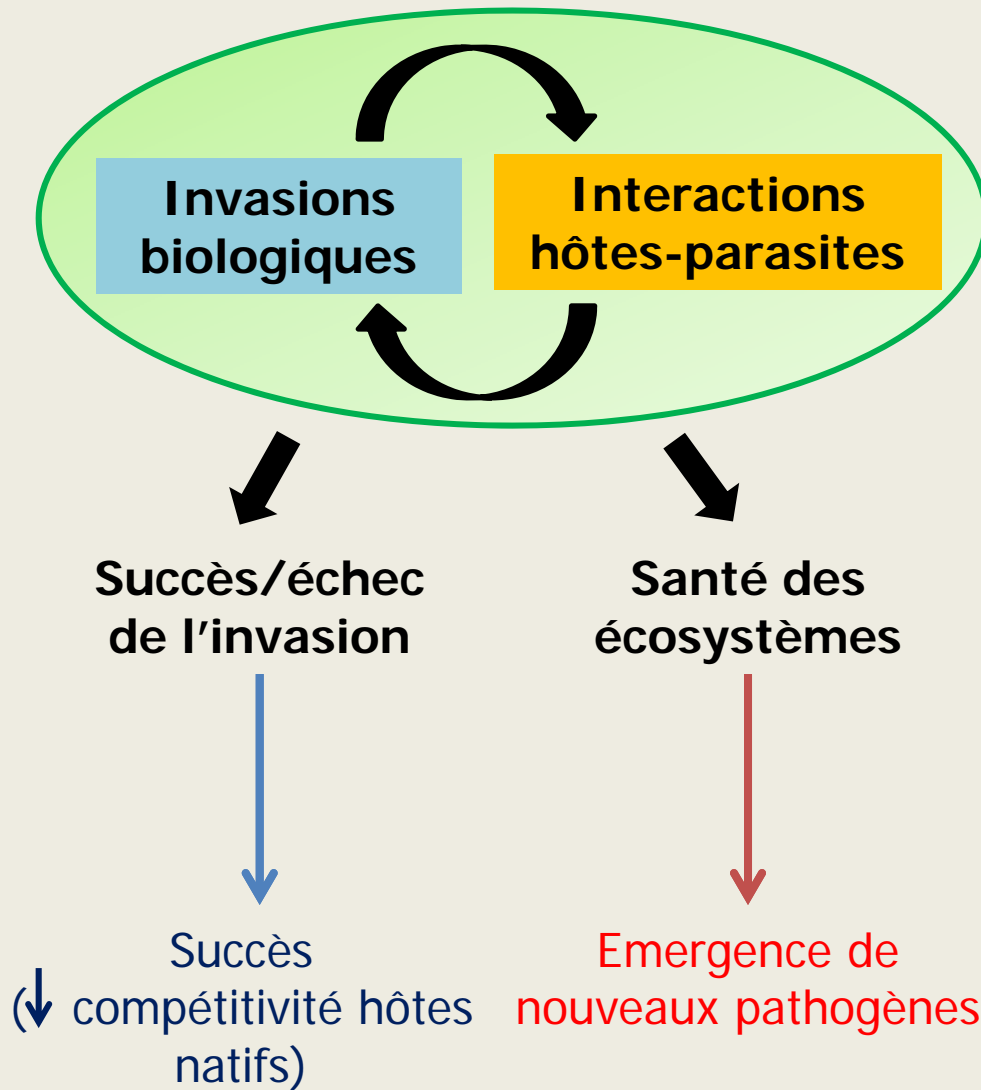 Invasions
biologiques
Interactions
hôtes-parasites
Succès/échec
de l'invasion
Santé des
écosystèmes
Succès
(↓ compétitivité hôtes
natifs)
Emergence de
nouveaux pathogènes